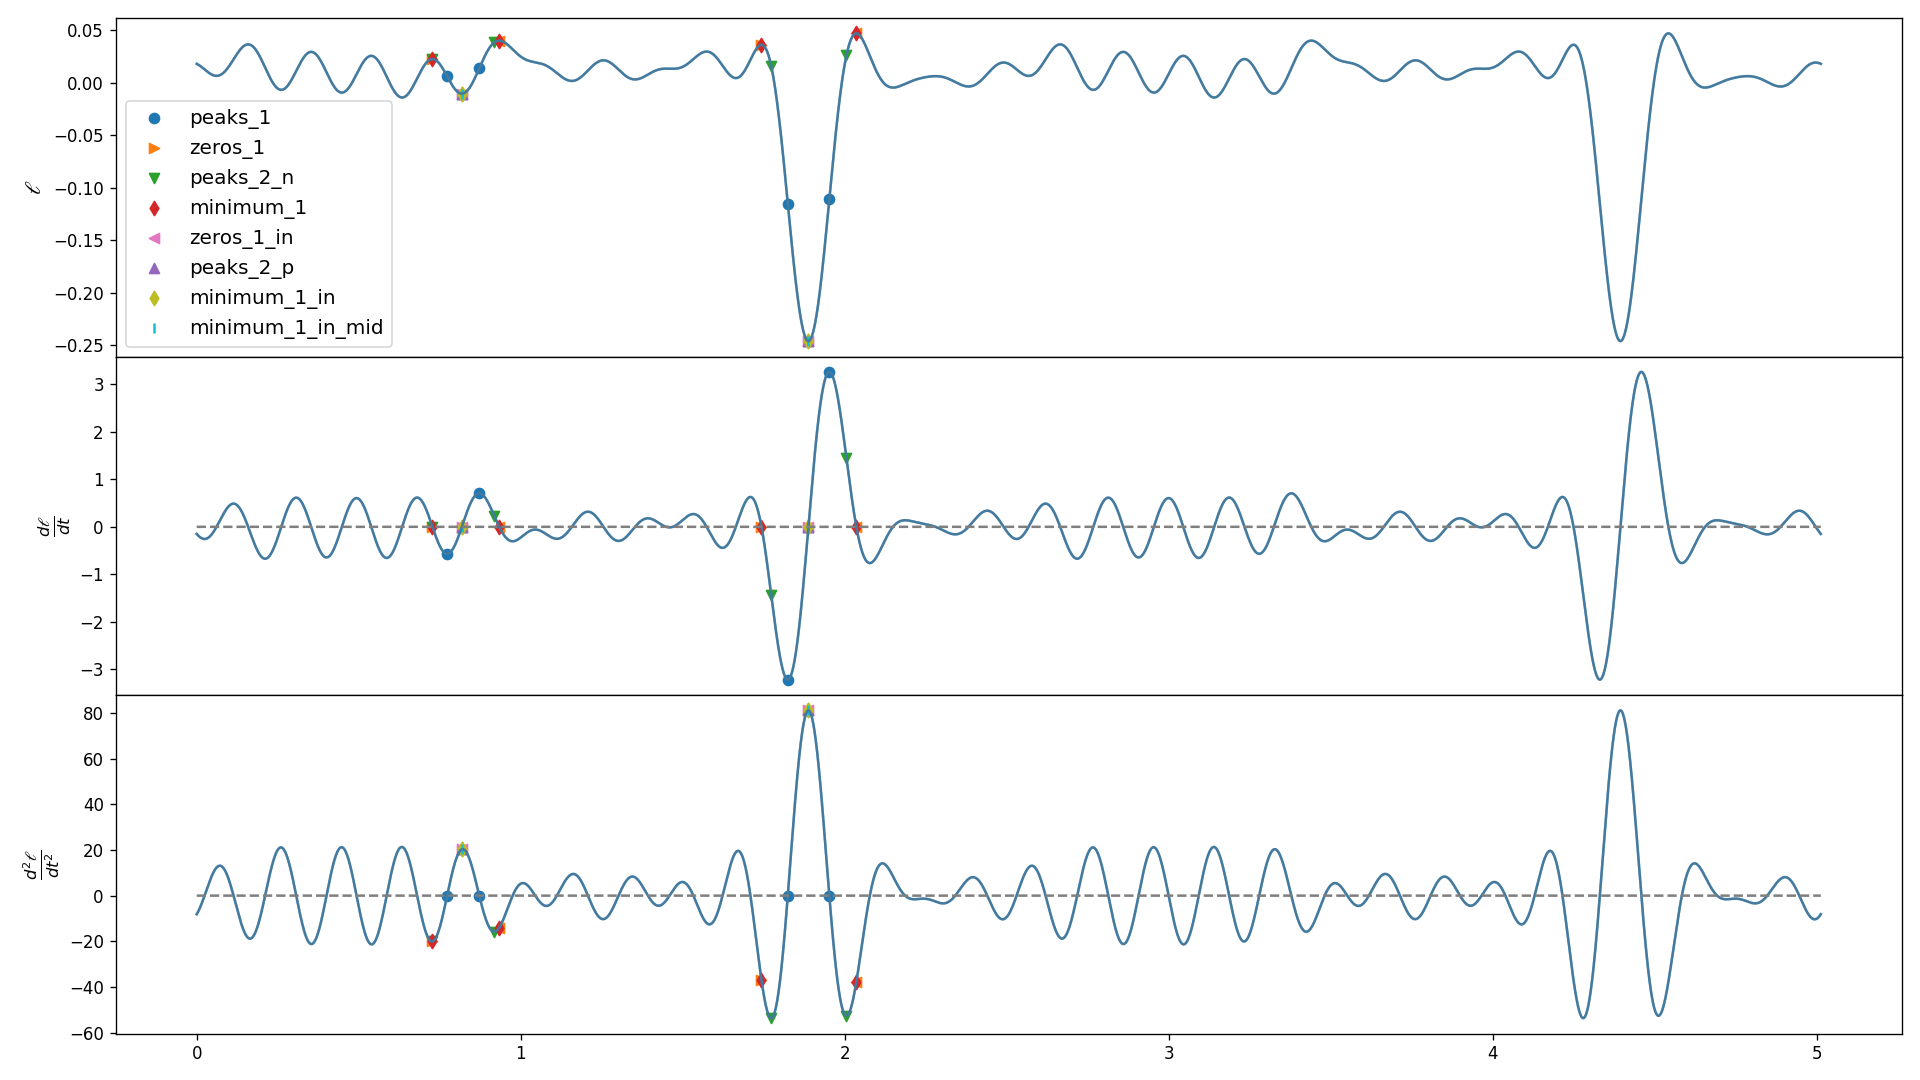 0.05
0.00
−0.05
−0.10
−0.15
−0.20
−0.25
ℓ
peaks_1
zeros_1
peaks_2_n
minimum_1
zeros_1_in
peaks_2_p
minimum_1_in
minimum_1_in_mid
3
2
1
0
−1
−2
−3
dℓ/dt
80
60
40
20
0
−20
−40
−60
d²ℓ/dt²
0 1 2 3 4 5